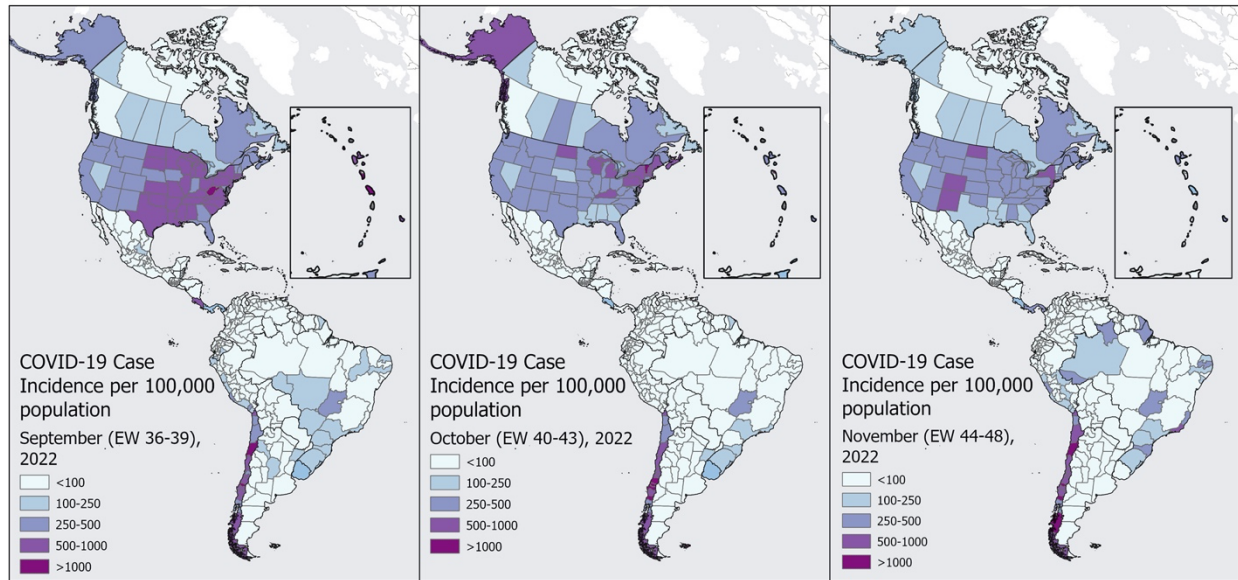 COVID-19 Case
Incidence per 100,000
population
September (EW 36-39),
2022
<100
100-250
250-500
500-1000
>1000
COVID-19 Case
Incidence per 100,000
population
October (EW 40-43), 2022
<100
100-250
250-500
500-1000
>1000
COVID-19 Case
Incidence per 100,000
population
November (EW 44-48),
2022
<100
100-250
250-500
500-1000
>1000